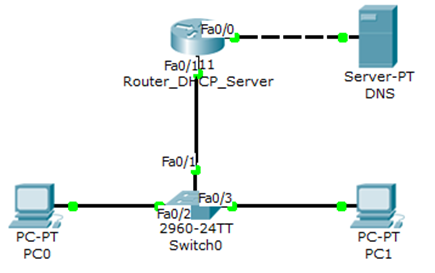 Fa0/0
Fa0/1
1811
Router_DHCP_Server
Server-PT
DNS
Fa0/1
Fa0/2
Fa0/3
PC-PT
PC0
2960-24TT
Switch0
PC-PT
PC1